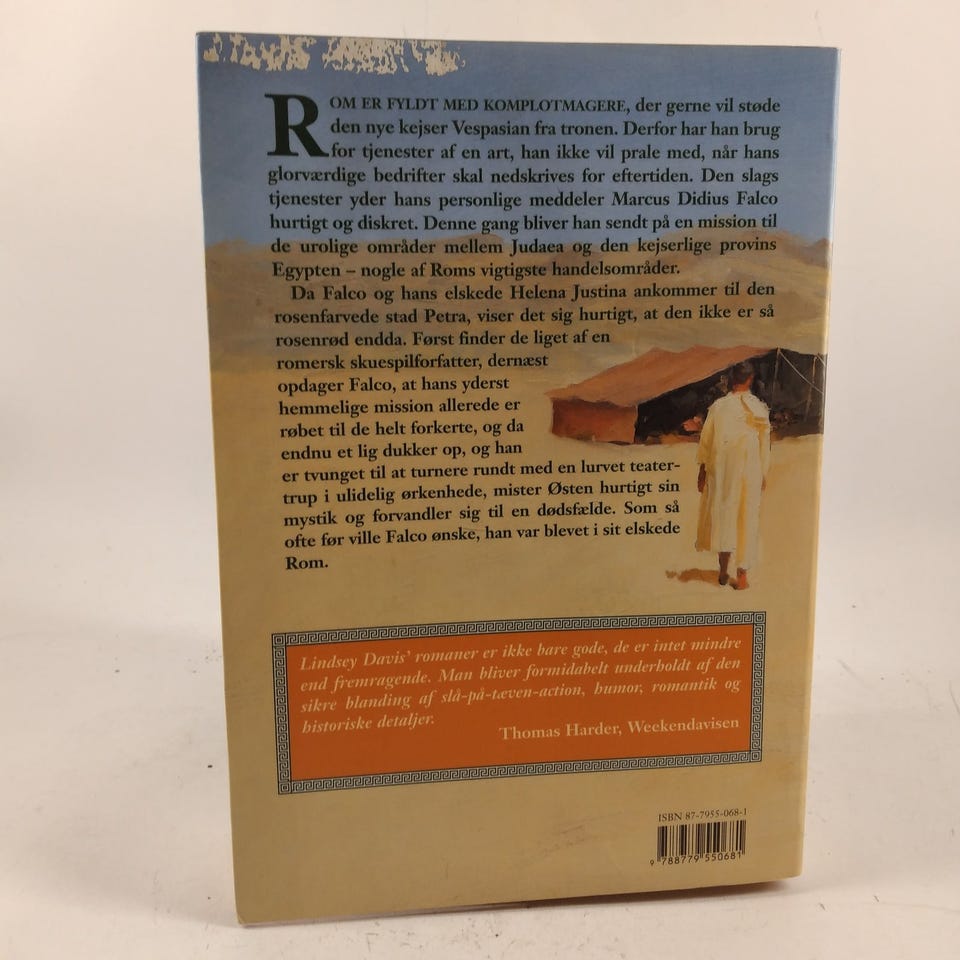 ROM ER FYLDT MED KOMPLOTMAGERE, der gerne vil støde
den nye kejser Vespasian fra tronen. Derfor har han brug
for tjenester af en art, han ikke vil prale med, når hans
glorværdige bedrifter skal nedskrives for eftertiden. Den slags
tjenester yder hans personlige meddeler Marcus Didius Falco
hurtigt og diskret. Denne gang bliver han sendt på en mission til
de urolige områder mellem Judaea og den kejserlige provins
Egypten – nogle af Roms vigtigste handelsområder.
Da Falco og hans elskede Helena Justina ankommer til den
rosenfarvede stad Petra, viser det sig hurtigt, at den ikke er så
rosenrød endda. Først finder de liget af en
romersk skuespilforfatter, dernæst
opdager Falco, at hans yderst
hemmelige mission allerede er
røbet til de helt forkerte, og da
endnu et lig dukker op, og han
er tvunget til at turnere rundt med en lurvet teater-
trup i ulidelig ørkenhede, mister Østen hurtigt sin
mystik og forvandler sig til en dødsfælde. Som så
ofte før ville Falco ønske, han var blevet i sit elskede
Rom.
Lindsey Davis' romaner er ikke bare gode, de er intet mindre
end fremragende. Man bliver formidabelt underholdt af den
sikre blanding af slå-på-tæven-action, humor, romantik og
historiske detaljer.
Thomas Harder, Weekendavisen
ISBN 87-7955-068-1
9 788779 550681